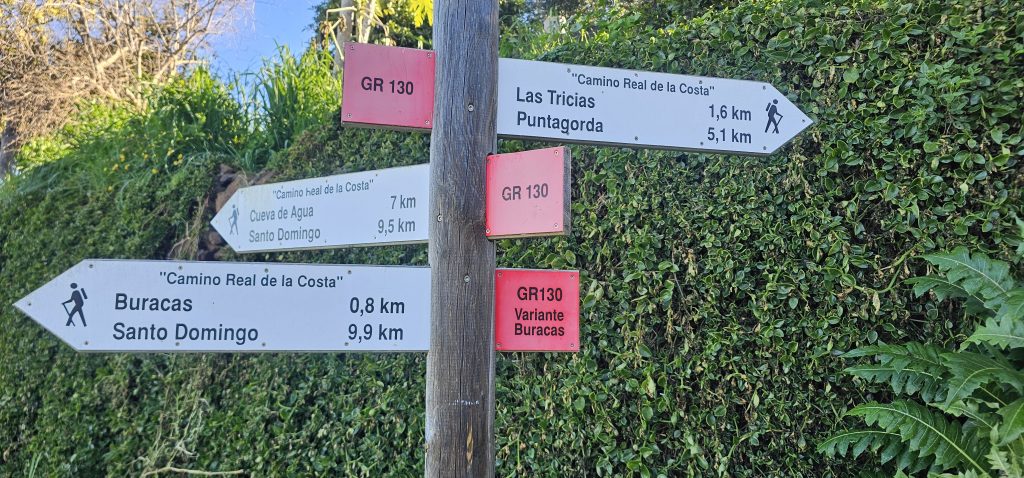 GR 130
"Camino Real de la Costa"
Las Tricias 1,6 km
Puntagorda 5,1 km
"Camino Real de la Costa"
Cueva de Agua 7 km
Santo Domingo 9,5 km
GR 130
"Camino Real de la Costa"
Buracas 0,8 km
Santo Domingo 9,9 km
GR130
Variante
Buracas